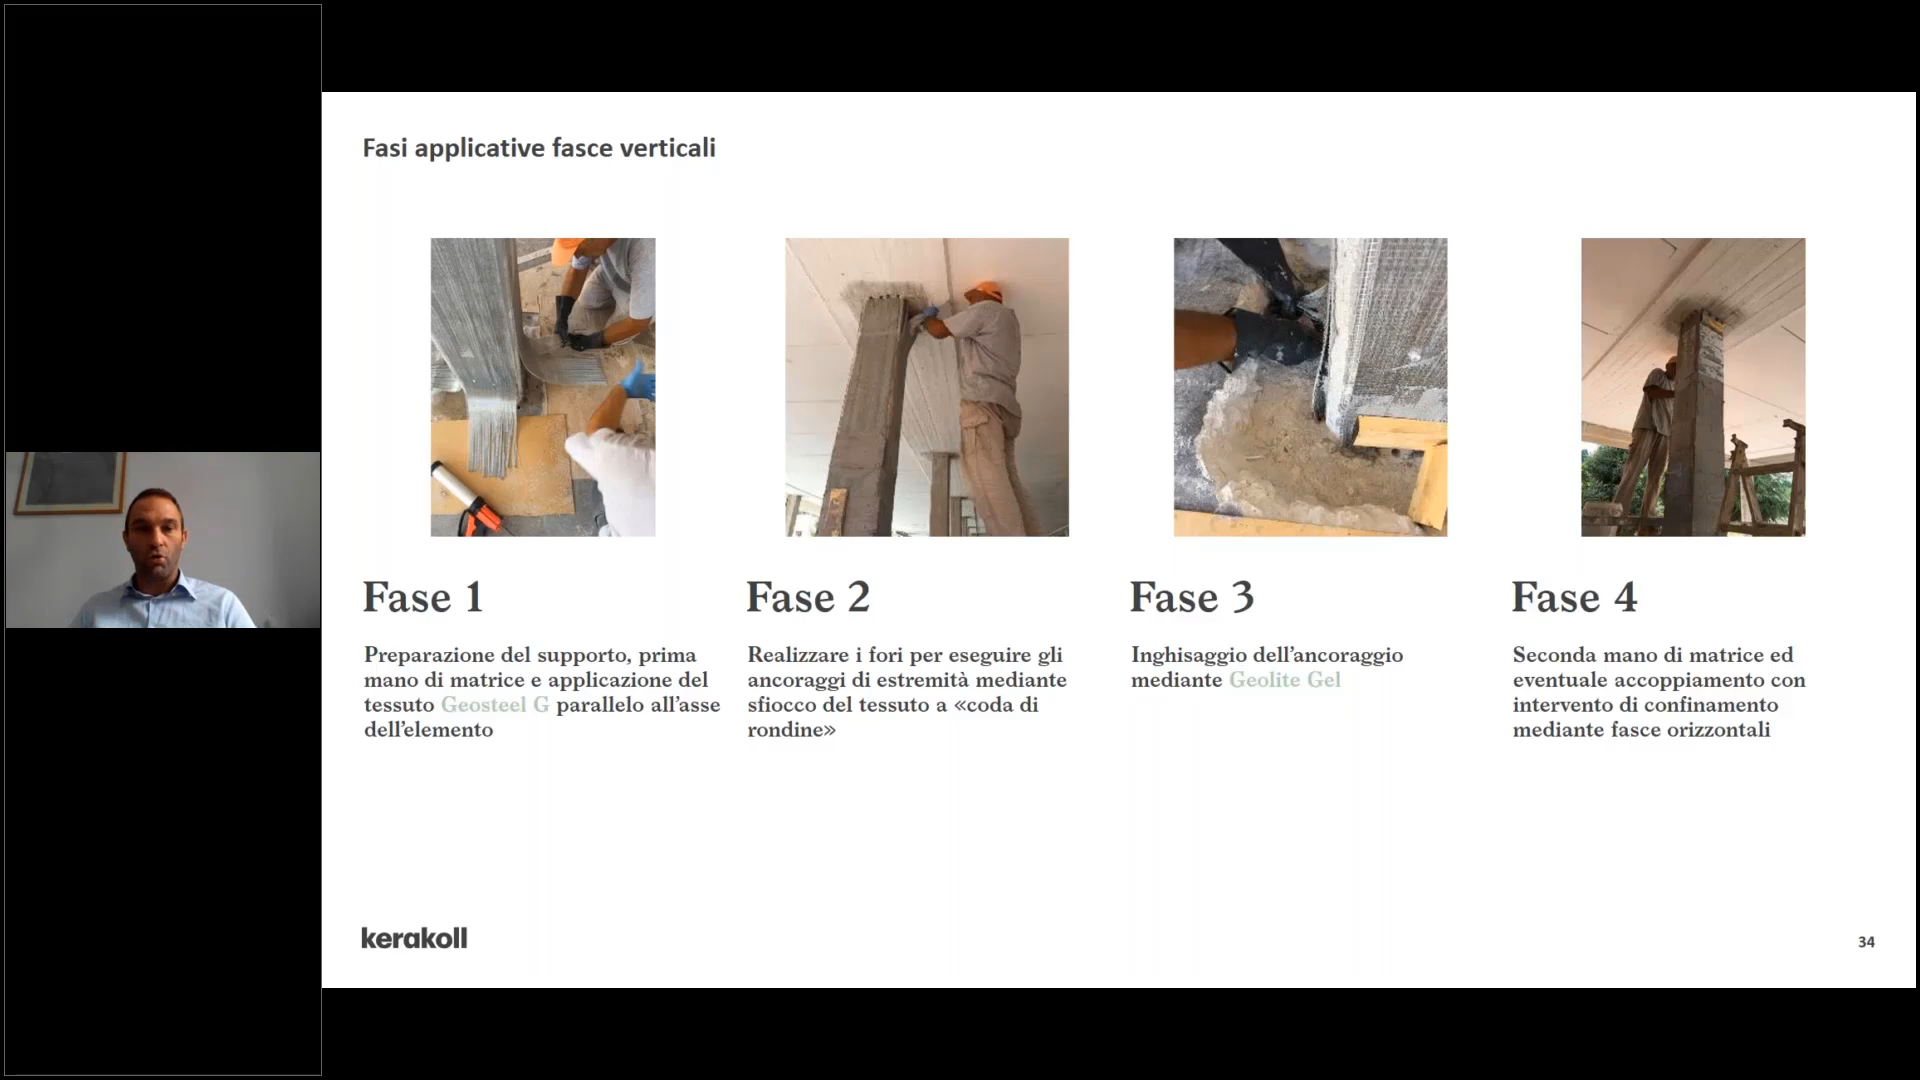 Fasi applicative fasce verticali
Fase 1
Preparazione del supporto, prima
mano di matrice e applicazione del
tessuto Geosteel G parallelo all’asse
dell’elemento
Fase 2
Realizzare i fori per eseguire gli
ancoraggi di estremità mediante
sfiocco del tessuto a «coda di
rondine»
Fase 3
Inghisaggio dell’ancoraggio
mediante Geolite Gel
Fase 4
Seconda mano di matrice ed
eventuale accoppiamento con
intervento di confinamento
mediante fasce orizzontali
kerakoll
34